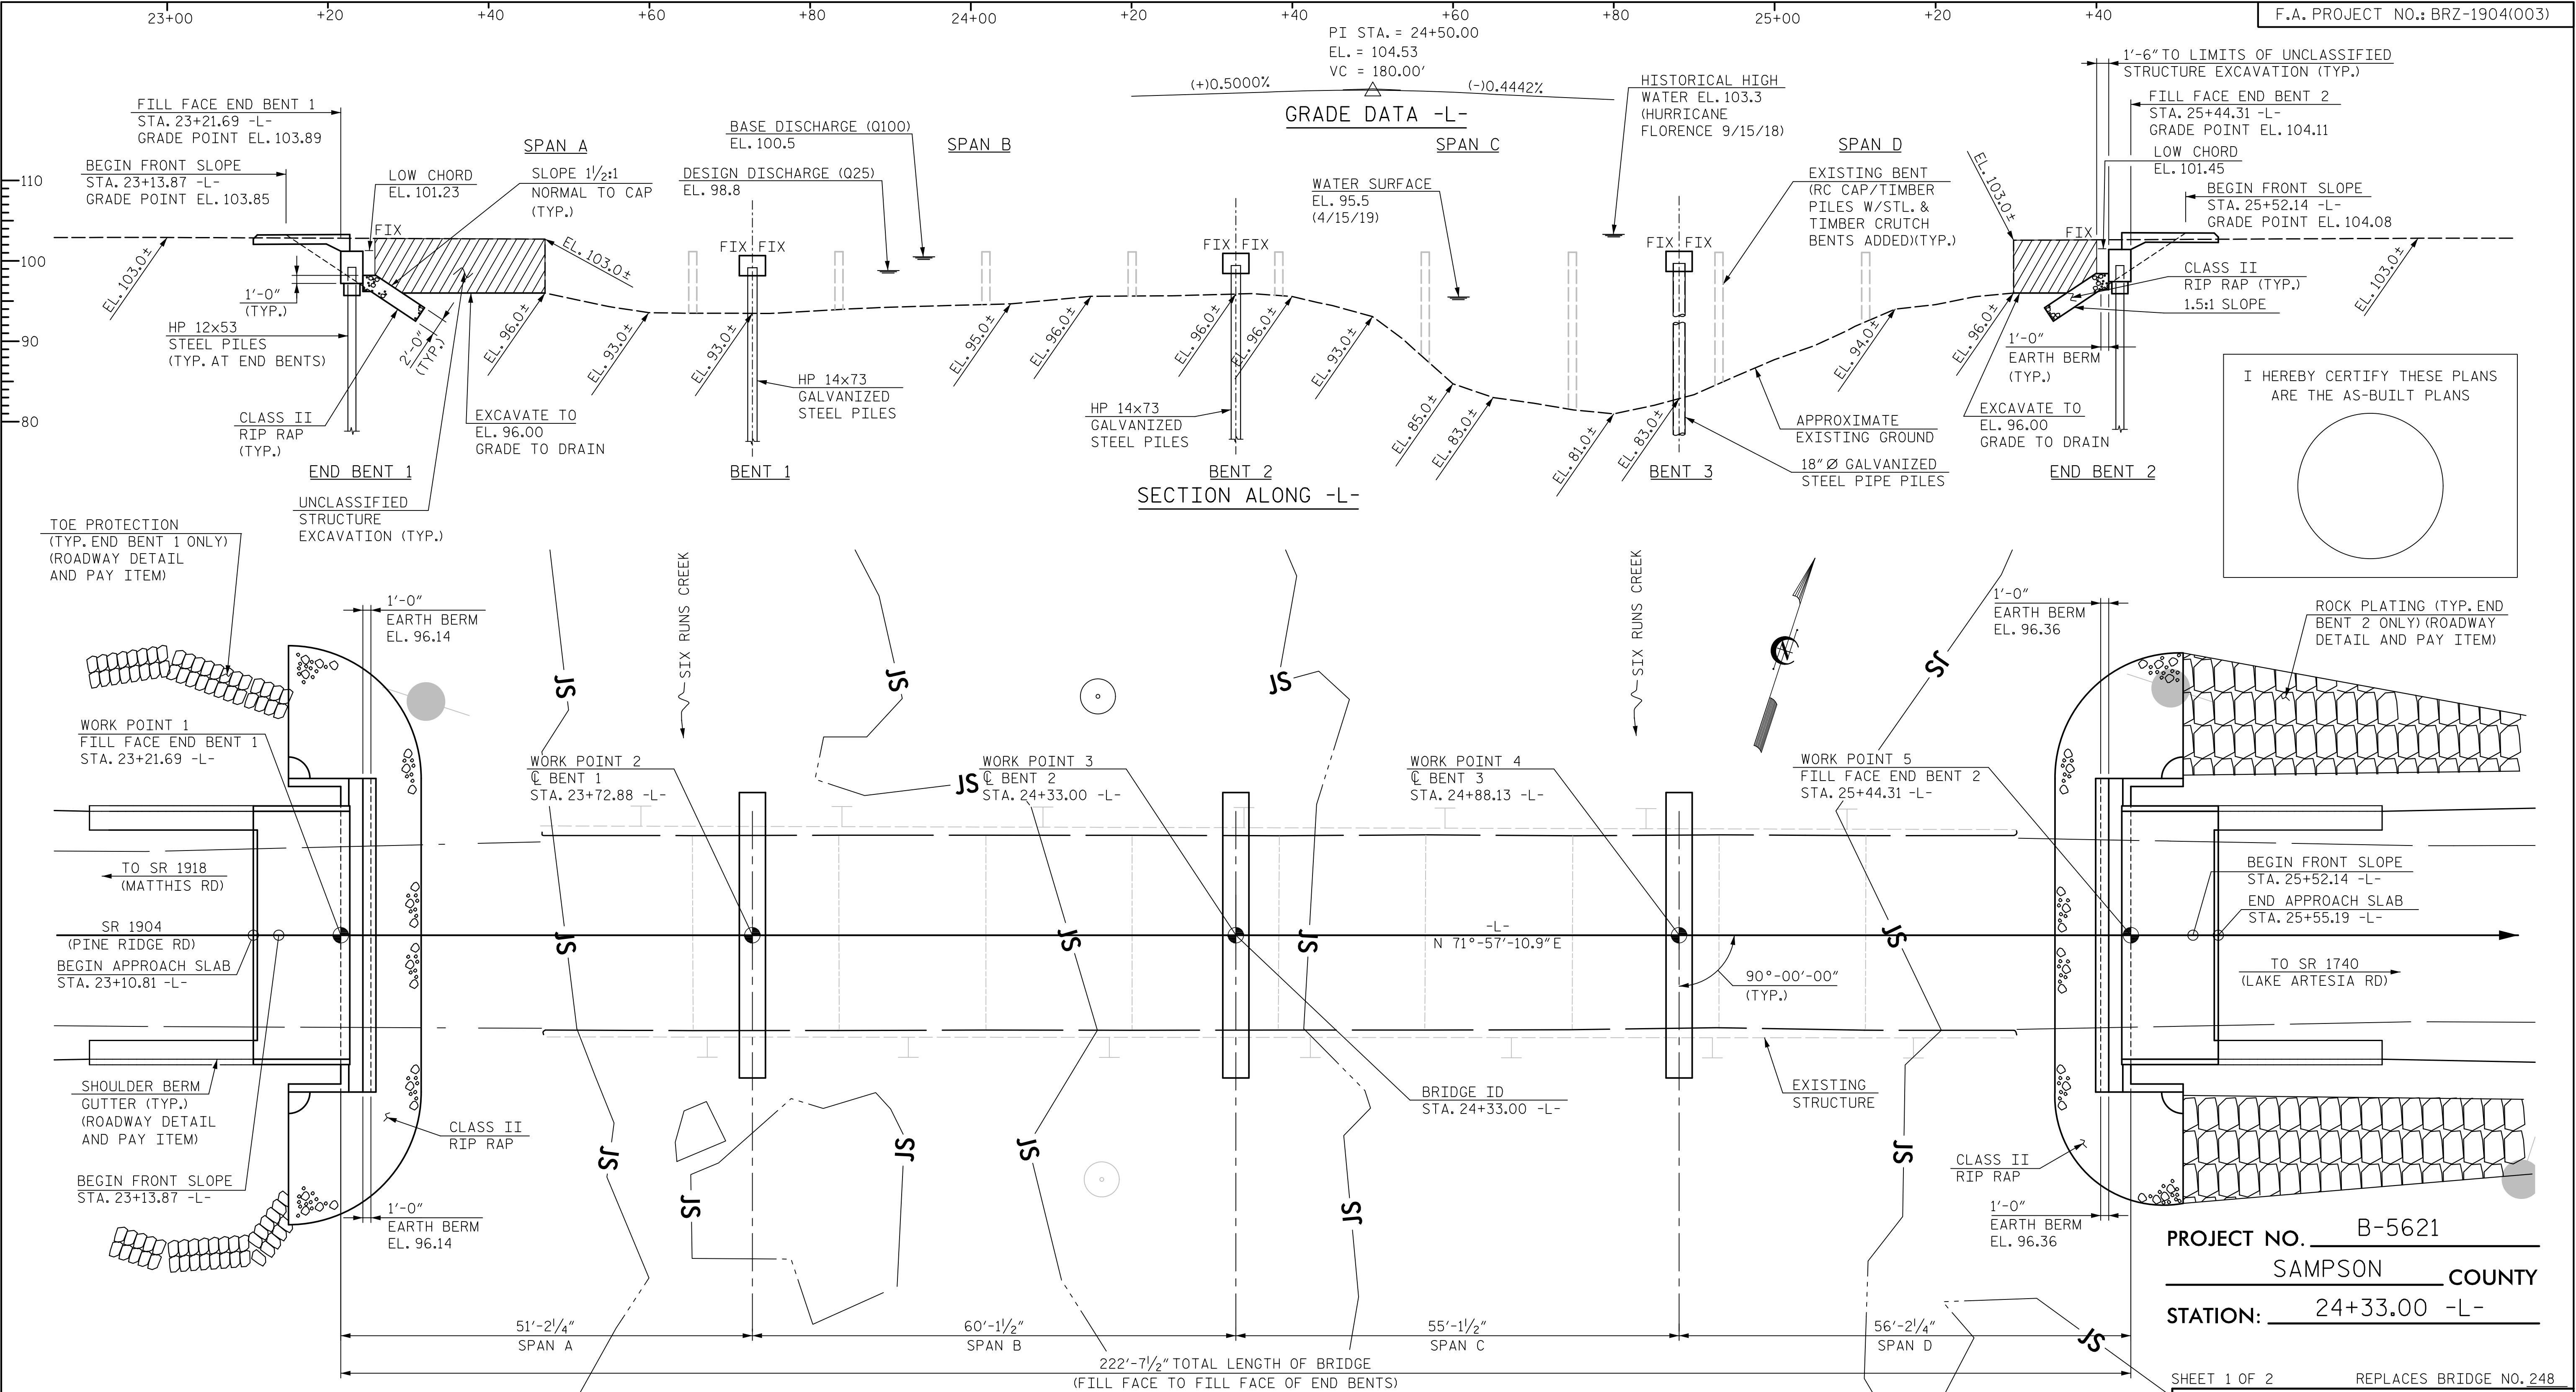 23+00
+20
+40
+60
+80
24+00
+20
+40
+60
+80
25+00
+20
+40
F.A. PROJECT NO.: BRZ-1904(003)
PI STA. = 24+50.00
EL. = 104.53
VC = 180.00'
(+)0.5000%
(-)0.4442%
GRADE DATA -L-
HISTORICAL HIGH
WATER EL. 103.3
(HURRICANE
FLORENCE 9/15/18)
1'-6" TO LIMITS OF UNCLASSIFIED
STRUCTURE EXCAVATION (TYP.)
FILL FACE END BENT 1
STA. 23+21.69 -L-
GRADE POINT EL. 103.89
BEGIN FRONT SLOPE
STA. 23+13.87 -L-
GRADE POINT EL. 103.85
SPAN A
LOW CHORD
EL. 101.23
SLOPE 1½:1
NORMAL TO CAP
(TYP.)
BASE DISCHARGE (Q100)
EL. 100.5
DESIGN DISCHARGE (Q25)
EL. 98.8
SPAN B
SPAN C
WATER SURFACE
EL. 95.5
(4/15/19)
SPAN D
EXISTING BENT
(RC CAP/TIMBER
PILES W/STL. &
TIMBER CRUTCH
BENTS ADDED)(TYP.)
FILL FACE END BENT 2
STA. 25+44.31 -L-
GRADE POINT EL. 104.11
LOW CHORD
EL. 101.45
BEGIN FRONT SLOPE
STA. 25+52.14 -L-
GRADE POINT EL. 104.08
110
100
90
80
FIX
FIX FIX
FIX FIX
FIX FIX
FIX
EL. 103.0±
EL. 103.0±
EL. 96.0±
EL. 93.0±
EL. 93.0±
EL. 95.0±
EL. 96.0±
EL. 96.0±
EL. 96.0±
EL. 93.0±
EL. 85.0±
EL. 83.0±
EL. 81.0±
EL. 83.0±
EL. 94.0±
EL. 96.0±
EL. 103.0±
EL. 103.0±
1'-0"
(TYP.)
HP 12x53
STEEL PILES
(TYP. AT END BENTS)
2'-0"
(TYP.)
CLASS II
RIP RAP
(TYP.)
EXCAVATE TO
EL. 96.00
GRADE TO DRAIN
HP 14x73
GALVANIZED
STEEL PILES
HP 14x73
GALVANIZED
STEEL PILES
APPROXIMATE
EXISTING GROUND
18" Ø GALVANIZED
STEEL PIPE PILES
CLASS II
RIP RAP (TYP.)
1.5:1 SLOPE
1'-0"
EARTH BERM
(TYP.)
EXCAVATE TO
EL. 96.00
GRADE TO DRAIN
I HEREBY CERTIFY THESE PLANS
ARE THE AS-BUILT PLANS
END BENT 1
BENT 1
BENT 2
BENT 3
END BENT 2
SECTION ALONG -L-
UNCLASSIFIED
STRUCTURE
EXCAVATION (TYP.)
TOE PROTECTION
(TYP. END BENT 1 ONLY)
(ROADWAY DETAIL
AND PAY ITEM)
1'-0"
EARTH BERM
EL. 96.14
SIX RUNS CREEK
SIX RUNS CREEK
1'-0"
EARTH BERM
EL. 96.36
ROCK PLATING (TYP. END
BENT 2 ONLY) (ROADWAY
DETAIL AND PAY ITEM)
JS
JS
JS
JS
WORK POINT 1
FILL FACE END BENT 1
STA. 23+21.69 -L-
WORK POINT 2
℄ BENT 1
STA. 23+72.88 -L-
JS
WORK POINT 3
℄ BENT 2
STA. 24+33.00 -L-
WORK POINT 4
℄ BENT 3
STA. 24+88.13 -L-
WORK POINT 5
FILL FACE END BENT 2
STA. 25+44.31 -L-
TO SR 1918
(MATTHIS RD)
SR 1904
(PINE RIDGE RD)
BEGIN APPROACH SLAB
STA. 23+10.81 -L-
JS
JS
JS
-L-
N 71°-57'-10.9" E
JS
90°-00'-00"
(TYP.)
BEGIN FRONT SLOPE
STA. 25+52.14 -L-
END APPROACH SLAB
STA. 25+55.19 -L-
TO SR 1740
(LAKE ARTESIA RD)
SHOULDER BERM
GUTTER (TYP.)
(ROADWAY DETAIL
AND PAY ITEM)
BEGIN FRONT SLOPE
STA. 23+13.87 -L-
CLASS II
RIP RAP
1'-0"
EARTH BERM
EL. 96.14
JS
JS
JS
JS
JS
JS
BRIDGE ID
STA. 24+33.00 -L-
EXISTING
STRUCTURE
CLASS II
RIP RAP
1'-0"
EARTH BERM
EL. 96.36
JS
51'-2¼"
SPAN A
60'-1½"
SPAN B
55'-1½"
SPAN C
56'-2¼"
SPAN D
222'-7½" TOTAL LENGTH OF BRIDGE
(FILL FACE TO FILL FACE OF END BENTS)
PROJECT NO. B-5621
SAMPSON COUNTY
STATION: 24+33.00 -L-
SHEET 1 OF 2
REPLACES BRIDGE NO. 248